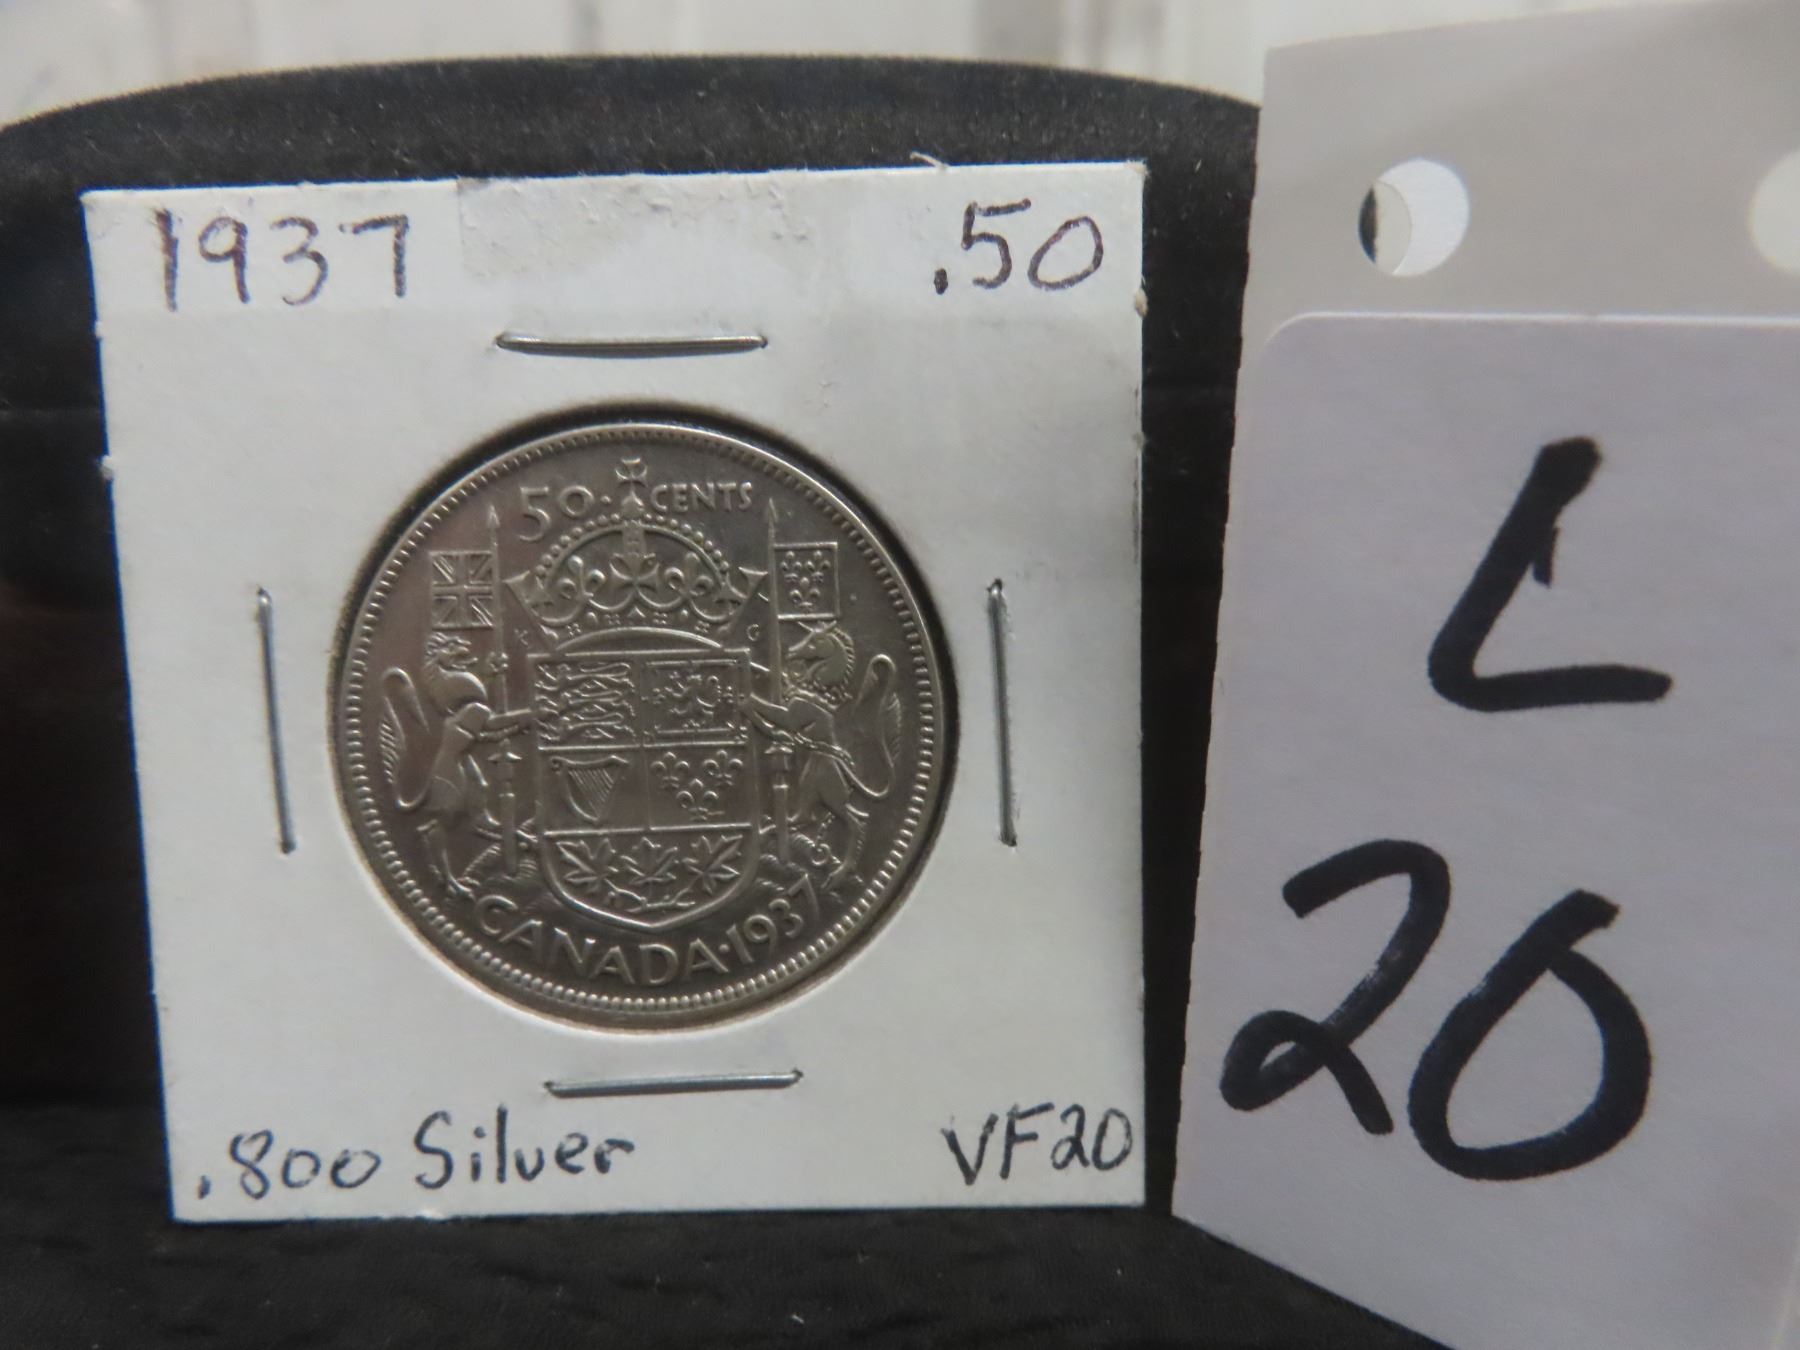 1937 .50
50 · CENTS
K G
CANADA · 1937
.800 Silver VF20
L
20